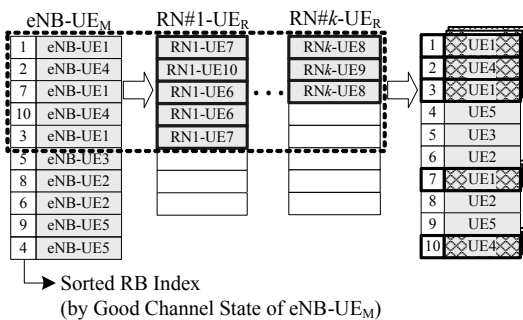 eNB-UEM RN#1-UER RN#k-UER
1 eNB-UE1 RN1-UE7 RNk-UE8 1 UE1
2 eNB-UE4 RN1-UE10 RNk-UE9 2 UE4
7 eNB-UE1 RN1-UE6 ... RNk-UE8 3 UE1
10 eNB-UE4 RN1-UE6 4 UE5
3 eNB-UE1 RN1-UE7 5 UE3
5 eNB-UE3 6 UE2
8 eNB-UE2 7 UE1
6 eNB-UE2 8 UE2
9 eNB-UE5 9 UE5
4 eNB-UE5 10 UE4
Sorted RB Index
(by Good Channel State of eNB-UEM)